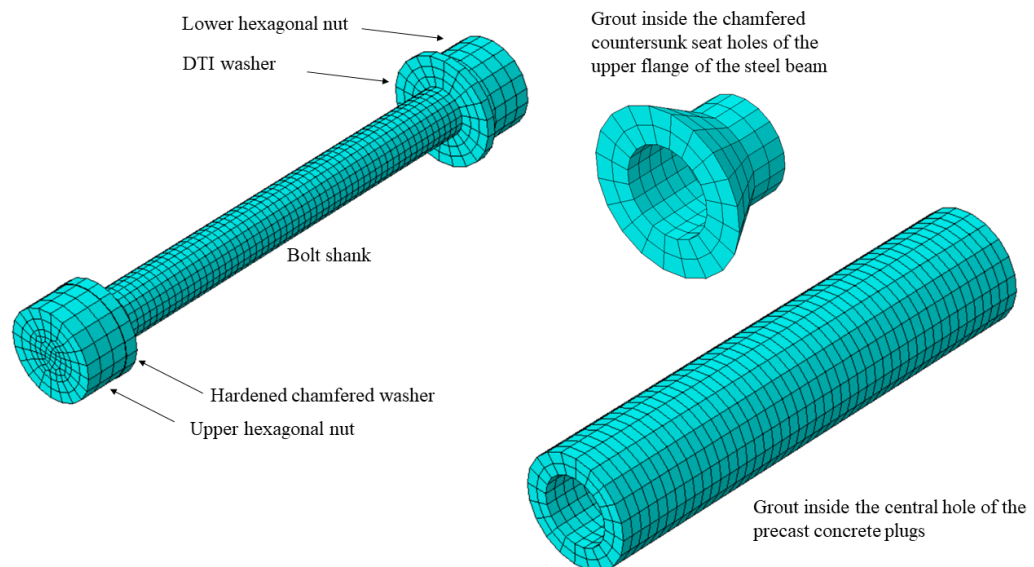 Lower hexagonal nut
DTI washer
Grout inside the chamfered
countersunk seat holes of the
upper flange of the steel beam
Bolt shank
Hardened chamfered washer
Upper hexagonal nut
Grout inside the central hole of the
precast concrete plugs